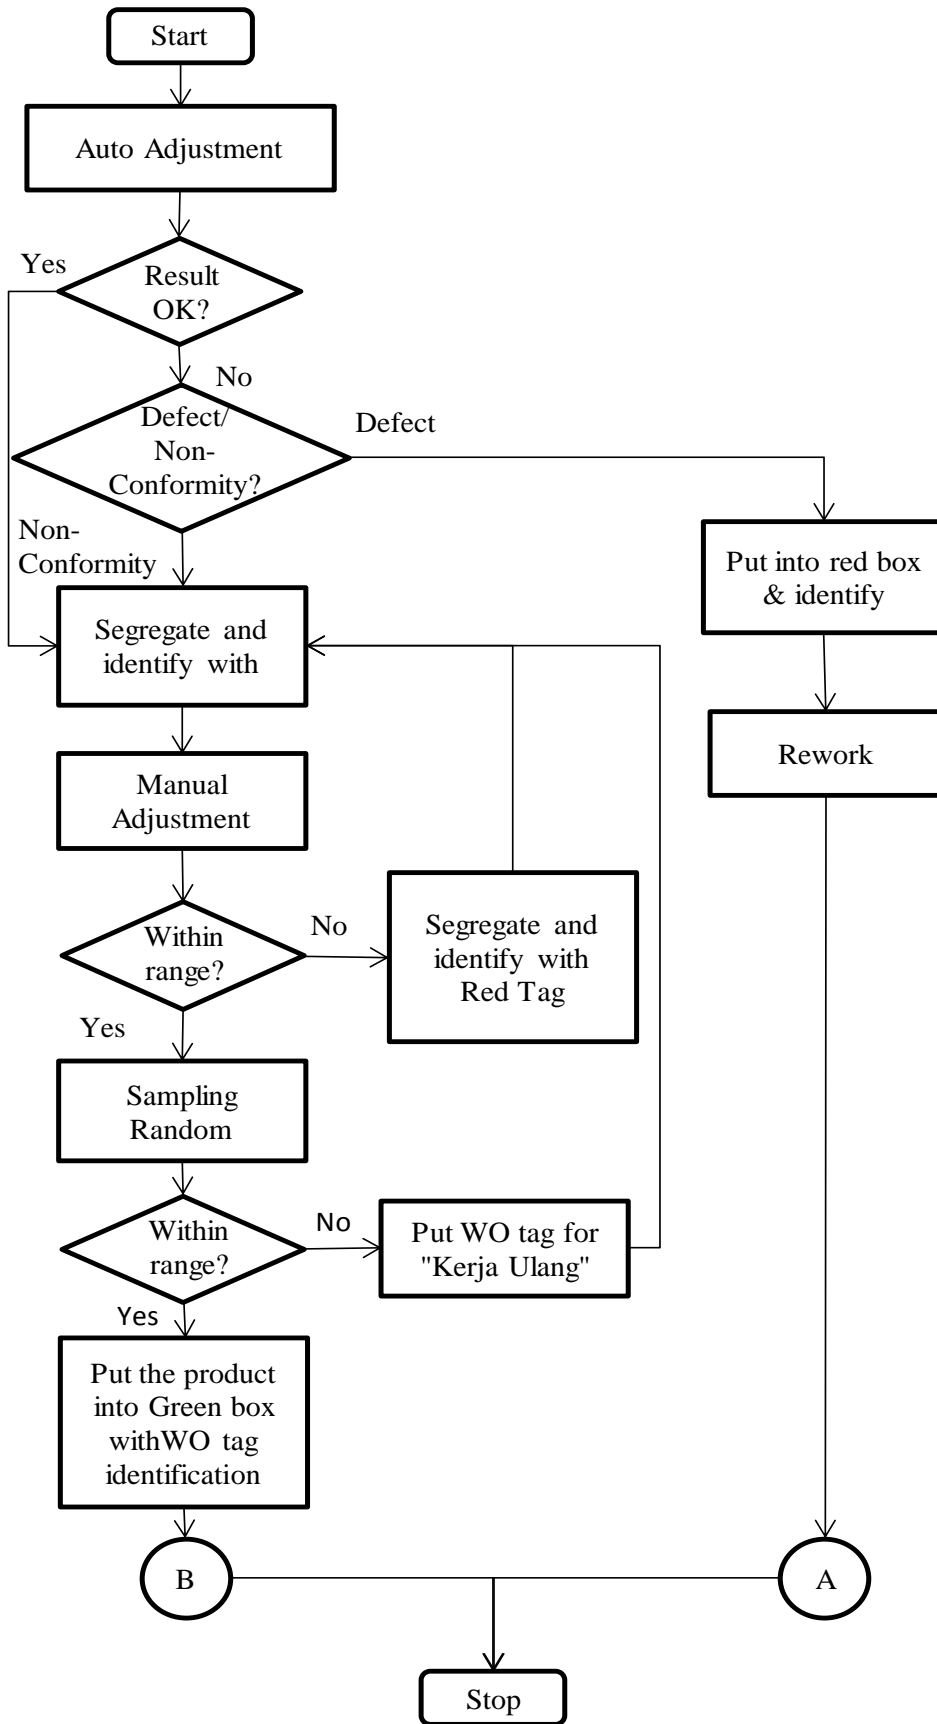 Start
Auto Adjustment
Yes
Result
OK?
No
Defect/
Non-
Conformity?
Defect
Non-
Conformity
Put into red box
& identify
Segregate and
identify with
Rework
Manual
Adjustment
Within
range?
No
Segregate and
identify with
Red Tag
Yes
Sampling
Random
Within
range?
No
Put WO tag for
"Kerja Ulang"
Yes
Put the product
into Green box
withWO tag
identification
B
A
Stop